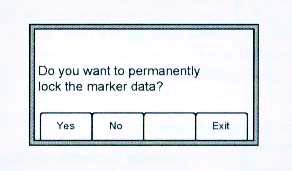 Do you want to permanently
lock the marker data?
Yes No Exit